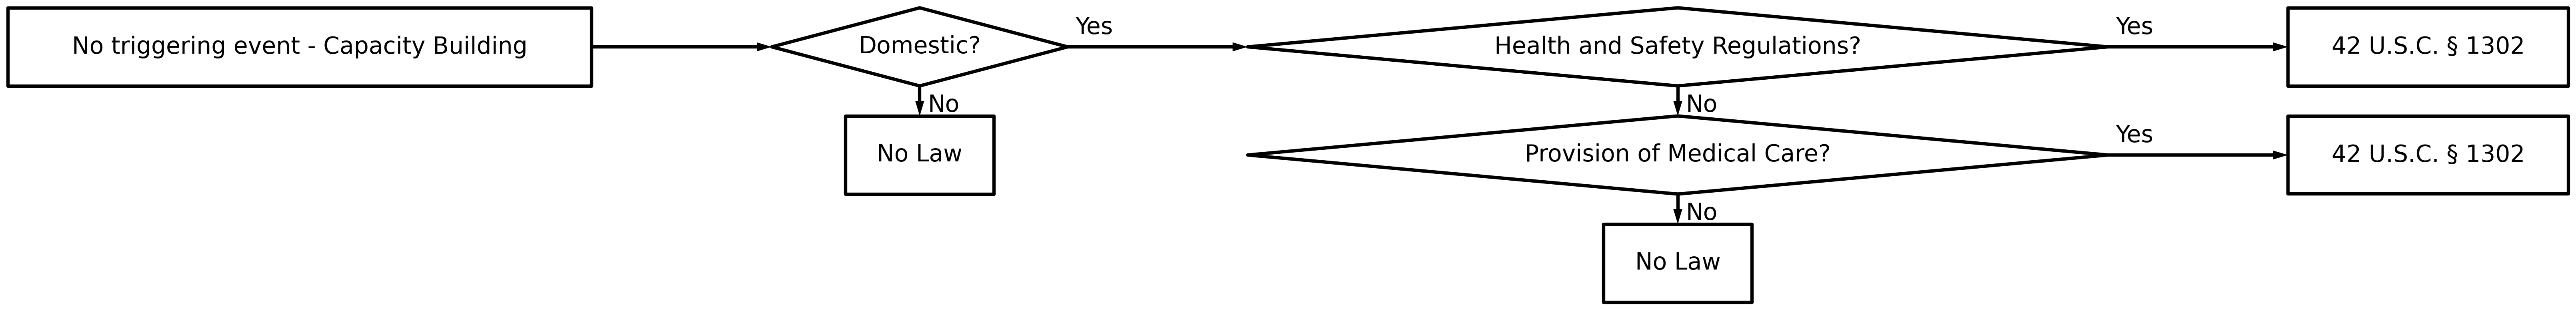 No triggering event - Capacity Building
Domestic?
Yes
Health and Safety Regulations?
Yes
42 U.S.C. § 1302
No
No
No Law
Provision of Medical Care?
Yes
42 U.S.C. § 1302
No
No Law